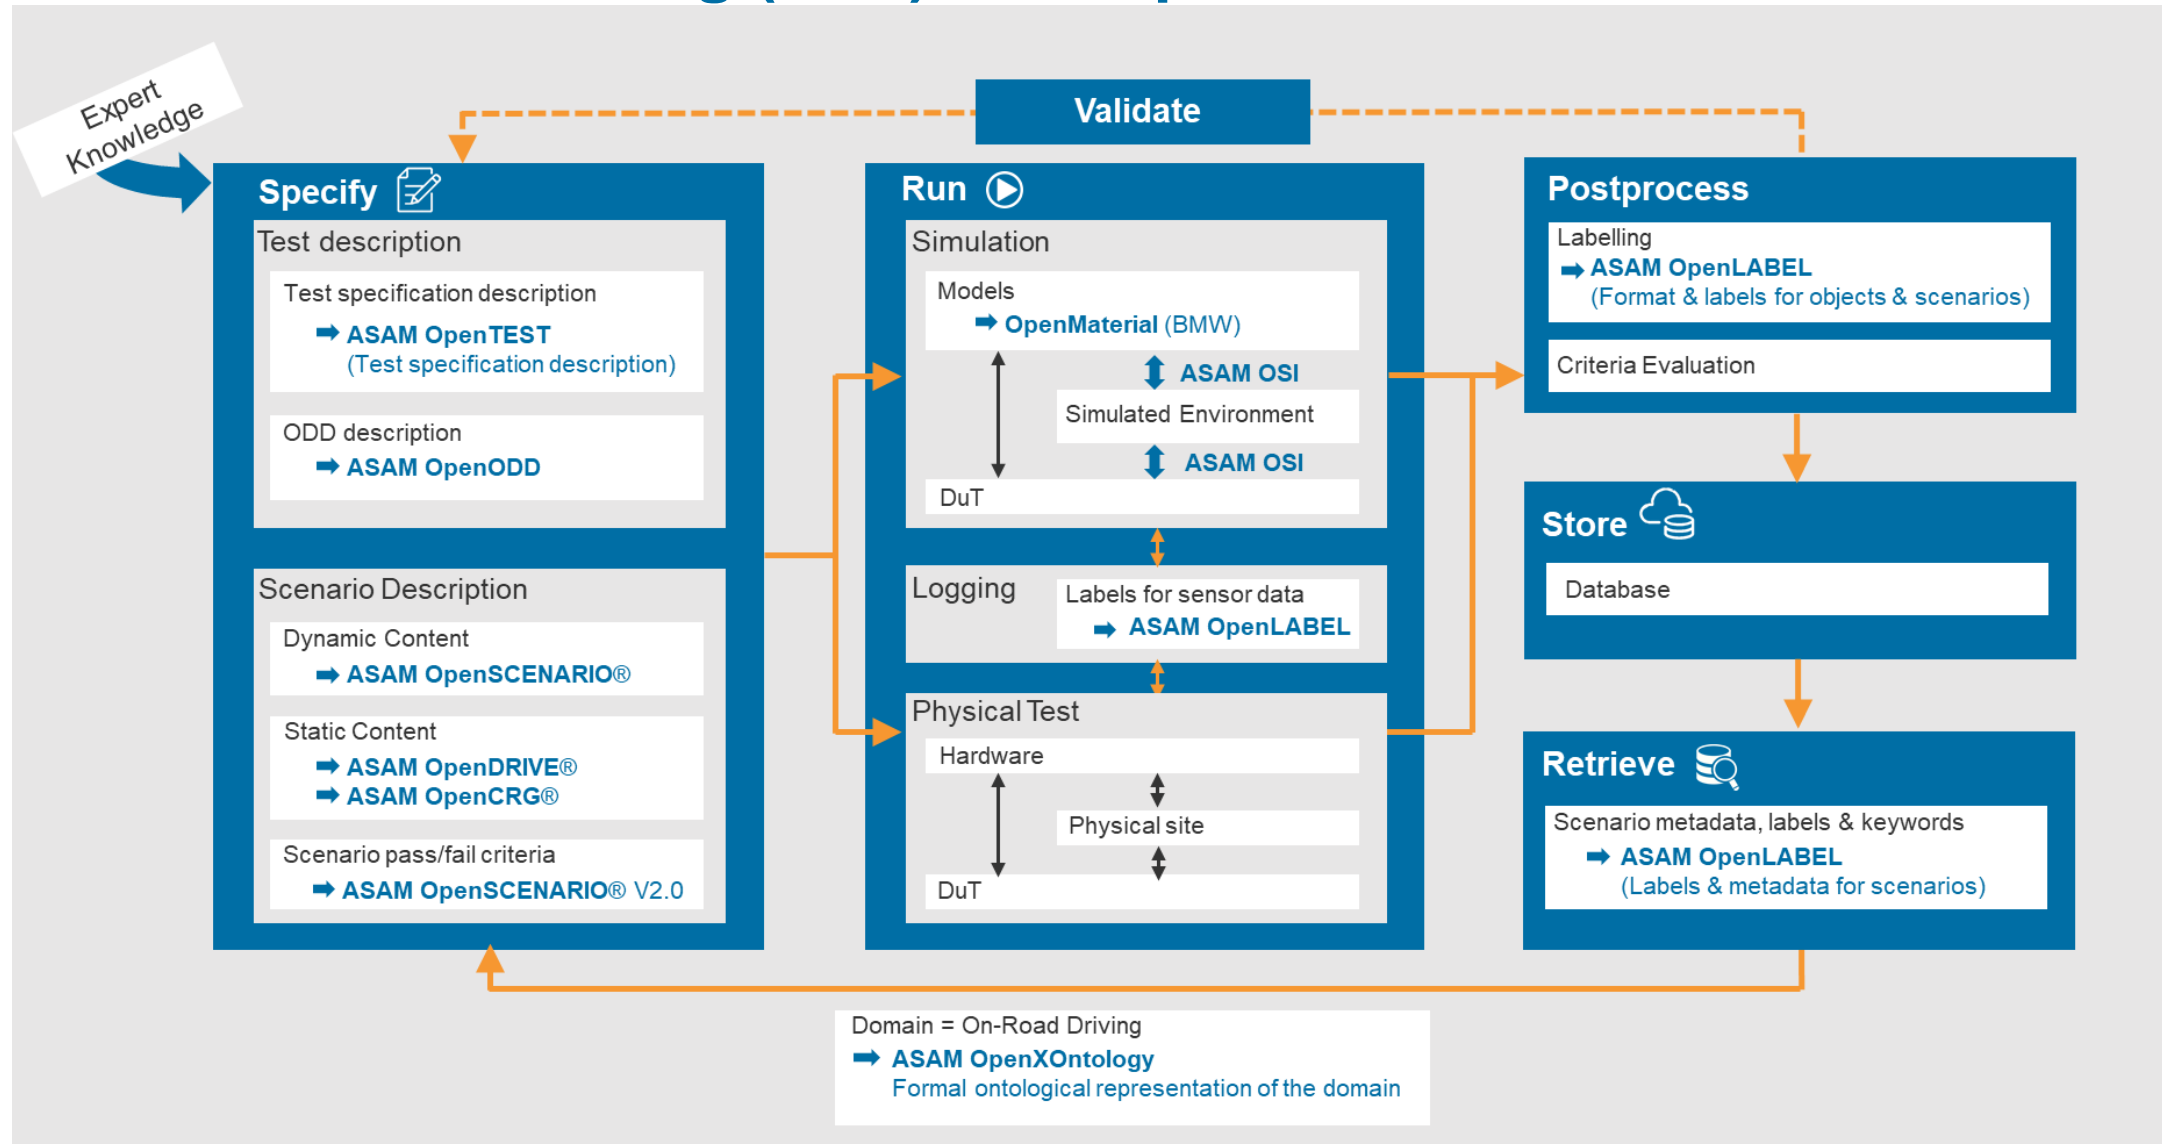 Expert
Knowledge
Validate
Specify
Test description
Test specification description
ASAM OpenTEST
(Test specification description)
ODD description
ASAM OpenODD
Scenario Description
Dynamic Content
ASAM OpenSCENARIO®
Static Content
ASAM OpenDRIVE®
ASAM OpenCRG®
Scenario pass/fail criteria
ASAM OpenSCENARIO® V2.0
Run
Simulation
Models
OpenMaterial (BMW)
ASAM OSI
Simulated Environment
ASAM OSI
DuT
Logging
Labels for sensor data
ASAM OpenLABEL
Physical Test
Hardware
Physical site
DuT
Postprocess
Labelling
ASAM OpenLABEL
(Format & labels for objects & scenarios)
Criteria Evaluation
Store
Database
Retrieve
Scenario metadata, labels & keywords
ASAM OpenLABEL
(Labels & metadata for scenarios)
Domain = On-Road Driving
ASAM OpenXOntology
Formal ontological representation of the domain